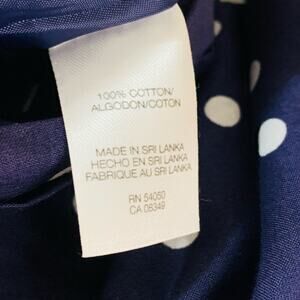 100% COTTON/
ALGODON/COTON
MADE IN SRI LANKA
HECHO EN SRI LANKA
FABRIQUE AU SRI LANKA
RN 54050
CA 08349